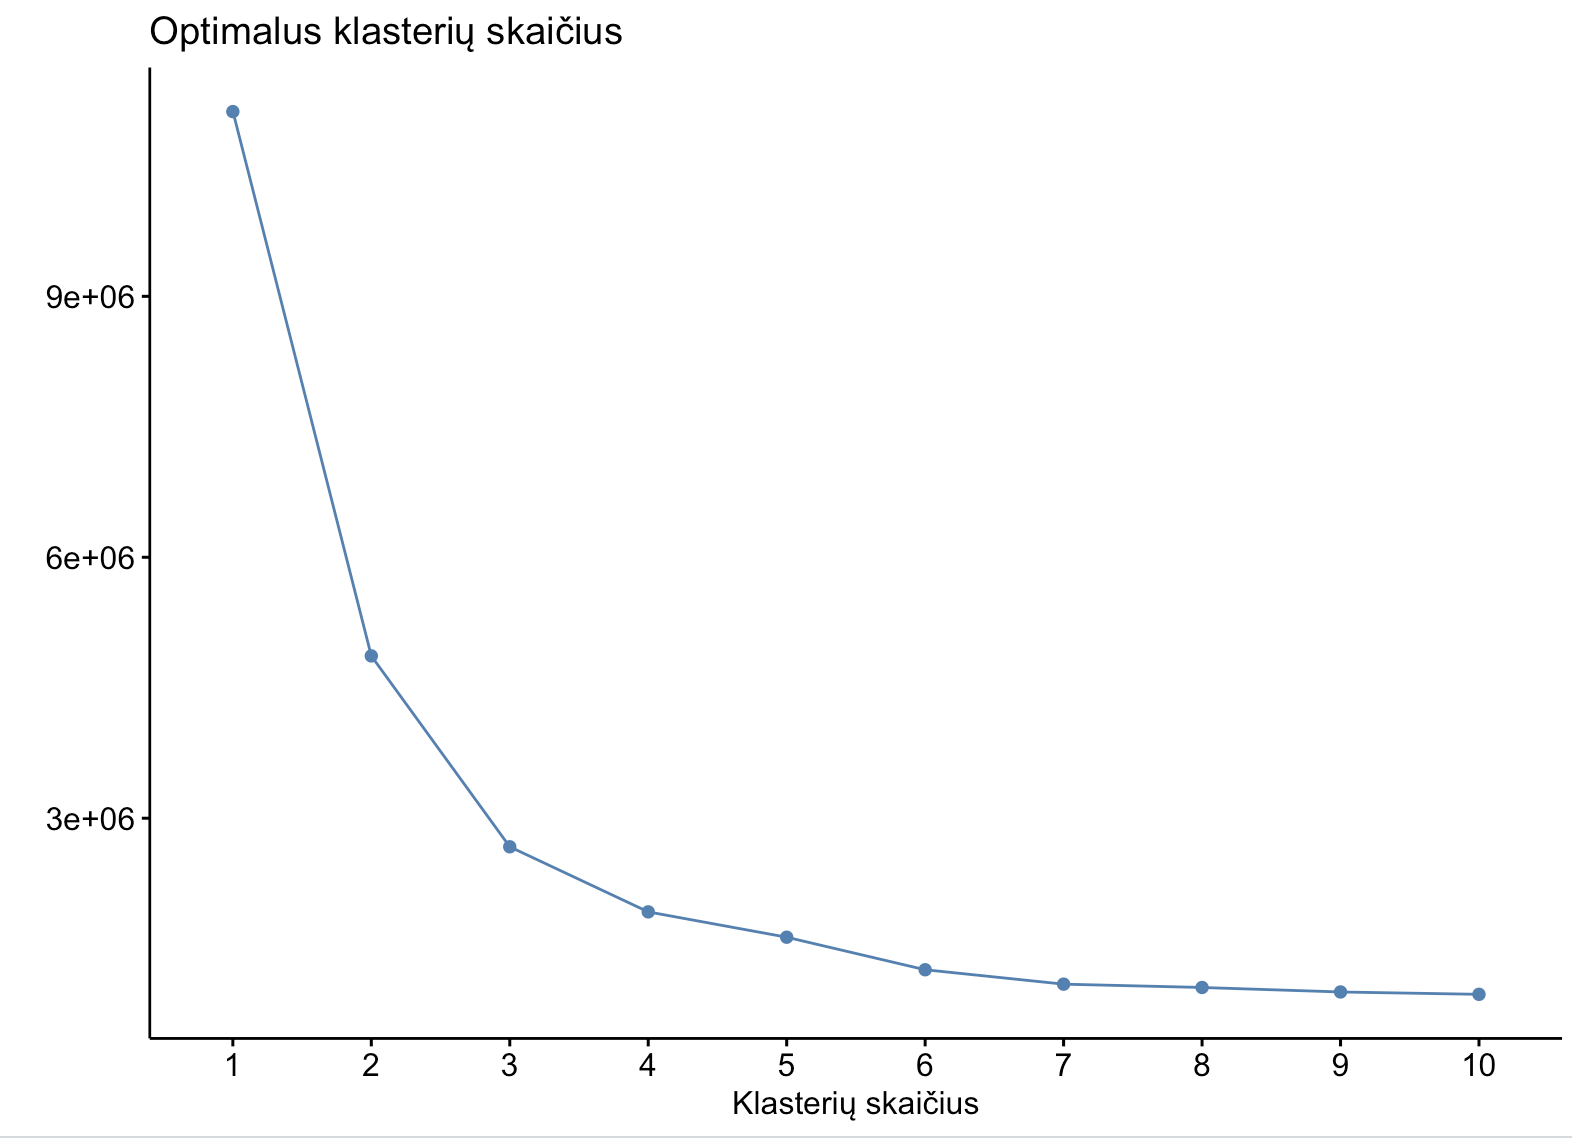 Optimalus klasterių skaičius
9e+06
6e+06
3e+06
1 2 3 4 5 6 7 8 9 10
Klasterių skaičius